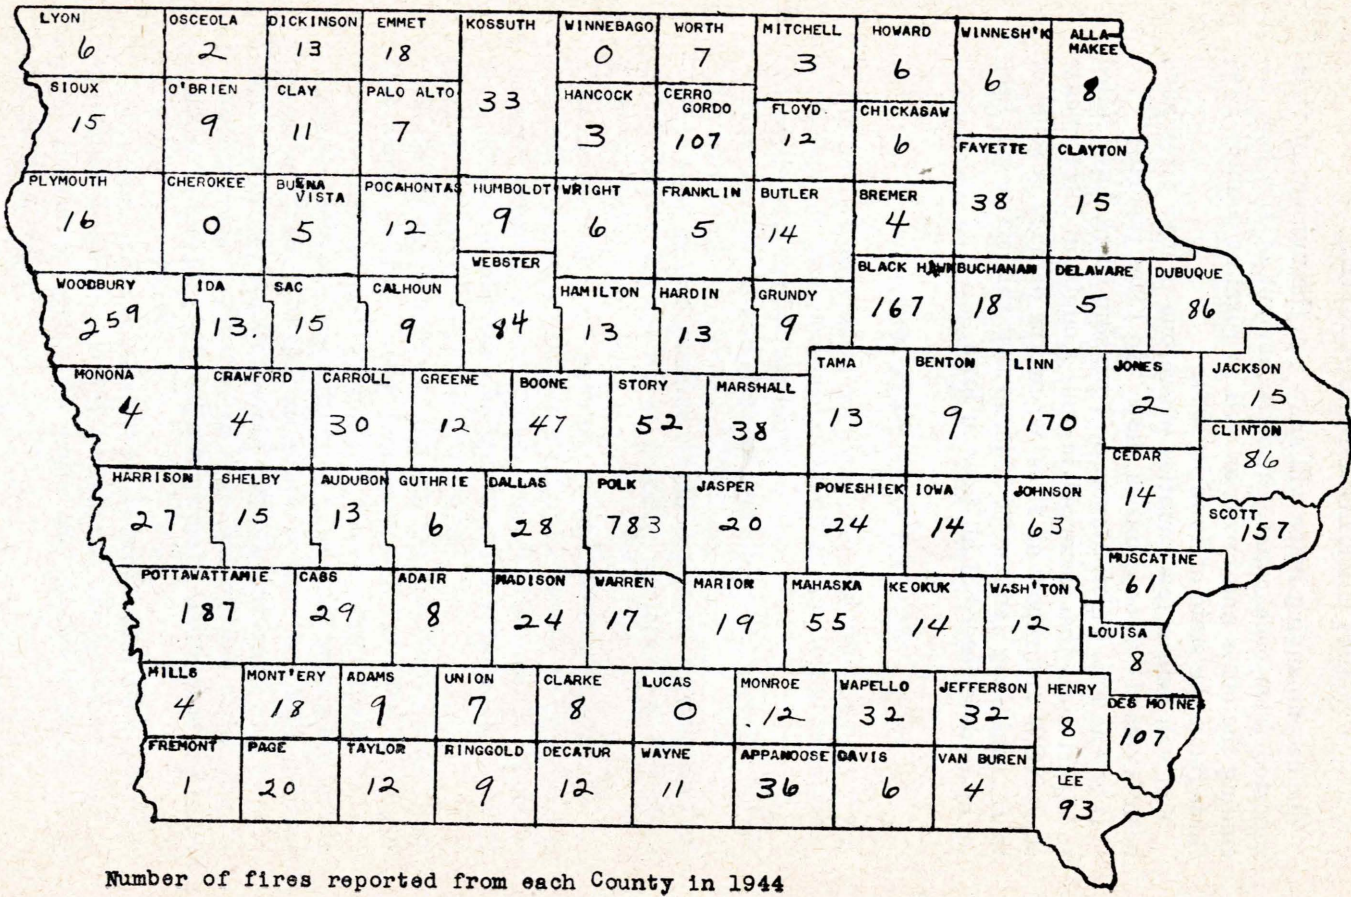 LYON OSCEOLA DICKINSON EMMET KOSSUTH WINNEBAGO WORTH MITCHELL HOWARD WINNESH'K ALLA-
MAKEE
6 2 13 18 33 0 7 3 6 6 8
SIOUX O'BRIEN CLAY PALO ALTO HANCOCK CERRO
GORDO FLOYD CHICKASAW
15 9 11 7 3 107 12 6
FAYETTE CLAYTON
38 15
PLYMOUTH CHEROKEE BUENA
VISTA POCAHONTAS HUMBOLDT WRIGHT FRANKLIN BUTLER BREMER
16 0 5 12 9 6 5 14 4
WOODBURY IDA SAC CALHOUN WEBSTER HAMILTON HARDIN GRUNDY BLACK HAWK BUCHANAN DELAWARE DUBUQUE
259 13. 15 9 84 13 13 9 167 18 5 86
MONONA CRAWFORD CARROLL GREENE BOONE STORY MARSHALL TAMA BENTON LINN JONES JACKSON
4 4 30 12 47 52 38 13 9 170 2 15
CEDAR CLINTON
14 86
HARRISON SHELBY AUDUBON GUTHRIE DALLAS POLK JASPER POWESHIEK IOWA JOHNSON SCOTT
27 15 13 6 28 783 20 24 14 63 157
MUSCATINE
61
POTTAWATTAMIE CASS ADAIR MADISON WARREN MARION MAHASKA KEOKUK WASH'TON LOUISA
187 29 8 24 17 19 55 14 12 8
MILLS MONT'ERY ADAMS UNION CLARKE LUCAS MONROE WAPELLO JEFFERSON HENRY DES MOINES
4 18 9 7 8 0 .12 32 32 8 107
FREMONT PAGE TAYLOR RINGGOLD DECATUR WAYNE APPANOOSE DAVIS VAN BUREN LEE
1 20 12 9 12 11 36 6 4 93
Number of fires reported from each County in 1944